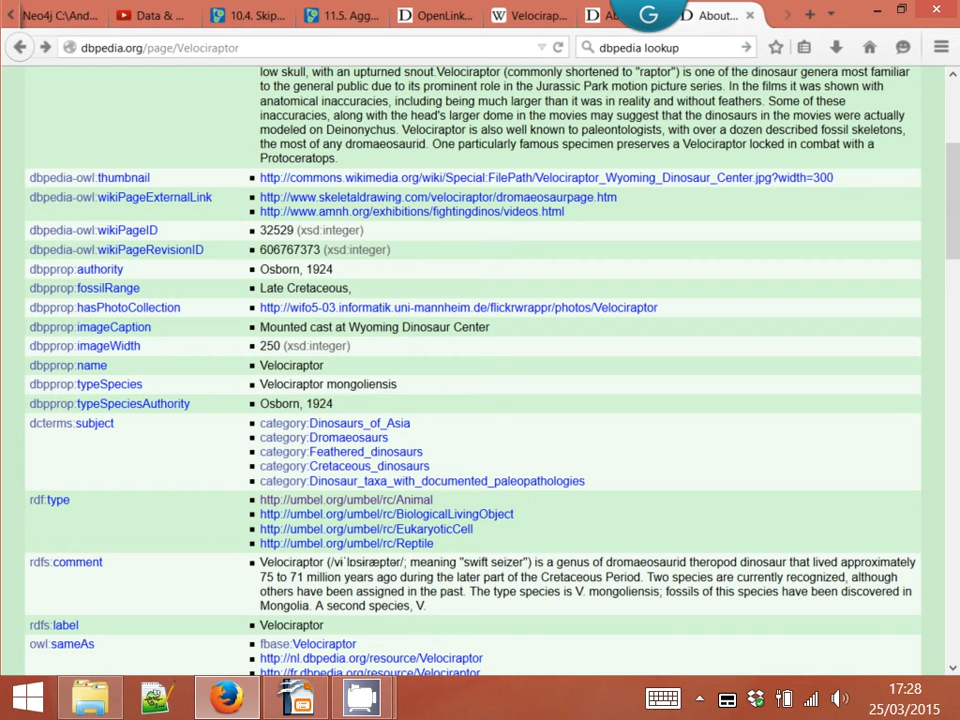 Neo4j C:\And...
Data & ...
10.4. Skip...
11.5. Agg...
OpenLink...
Velocirap...
About...
dbpedia.org/page/Velociraptor
dbpedia lookup
low skull, with an upturned snout.Velociraptor (commonly shortened to "raptor") is one of the dinosaur genera most familiar
to the general public due to its prominent role in the Jurassic Park motion picture series. In the films it was shown with
anatomical inaccuracies, including being much larger than it was in reality and without feathers. Some of these
inaccuracies, along with the head's larger dome in the movies may suggest that the dinosaurs in the movies were actually
modeled on Deinonychus. Velociraptor is also well known to paleontologists, with over a dozen described fossil skeletons,
the most of any dromaeosaurid. One particularly famous specimen preserves a Velociraptor locked in combat with a
Protoceratops.
dbpedia-owl:thumbnail
http://commons.wikimedia.org/wiki/Special:FilePath/Velociraptor_Wyoming_Dinosaur_Center.jpg?width=300
dbpedia-owl:wikiPageExternalLink
http://www.skeletaldrawing.com/velociraptor/dromaeosaurpage.htm
http://www.amnh.org/exhibitions/fightingdinos/videos.html
dbpedia-owl:wikiPageID
32529 (xsd:integer)
dbpedia-owl:wikiPageRevisionID
606767373 (xsd:integer)
dbpprop:authority
Osborn, 1924
dbpprop:fossilRange
Late Cretaceous,
dbpprop:hasPhotoCollection
http://wifo5-03.informatik.uni-mannheim.de/flickrwrappr/photos/Velociraptor
dbpprop:imageCaption
Mounted cast at Wyoming Dinosaur Center
dbpprop:imageWidth
250 (xsd:integer)
dbpprop:name
Velociraptor
dbpprop:typeSpecies
Velociraptor mongoliensis
dbpprop:typeSpeciesAuthority
Osborn, 1924
dcterms:subject
category:Dinosaurs_of_Asia
category:Dromaeosaurs
category:Feathered_dinosaurs
category:Cretaceous_dinosaurs
category:Dinosaur_taxa_with_documented_paleopathologies
rdf:type
http://umbel.org/umbel/rc/Animal
http://umbel.org/umbel/rc/BiologicalLivingObject
http://umbel.org/umbel/rc/EukaryoticCell
http://umbel.org/umbel/rc/Reptile
rdfs:comment
Velociraptor (/vɪˈlɒsɪræptər/; meaning "swift seizer") is a genus of dromaeosaurid theropod dinosaur that lived approximately
75 to 71 million years ago during the later part of the Cretaceous Period. Two species are currently recognized, although
others have been assigned in the past. The type species is V. mongoliensis; fossils of this species have been discovered in
Mongolia. A second species, V.
rdfs:label
Velociraptor
owl:sameAs
fbase:Velociraptor
http://nl.dbpedia.org/resource/Velociraptor
http://fr.dbpedia.org/resource/Velociraptor
17:28
25/03/2015